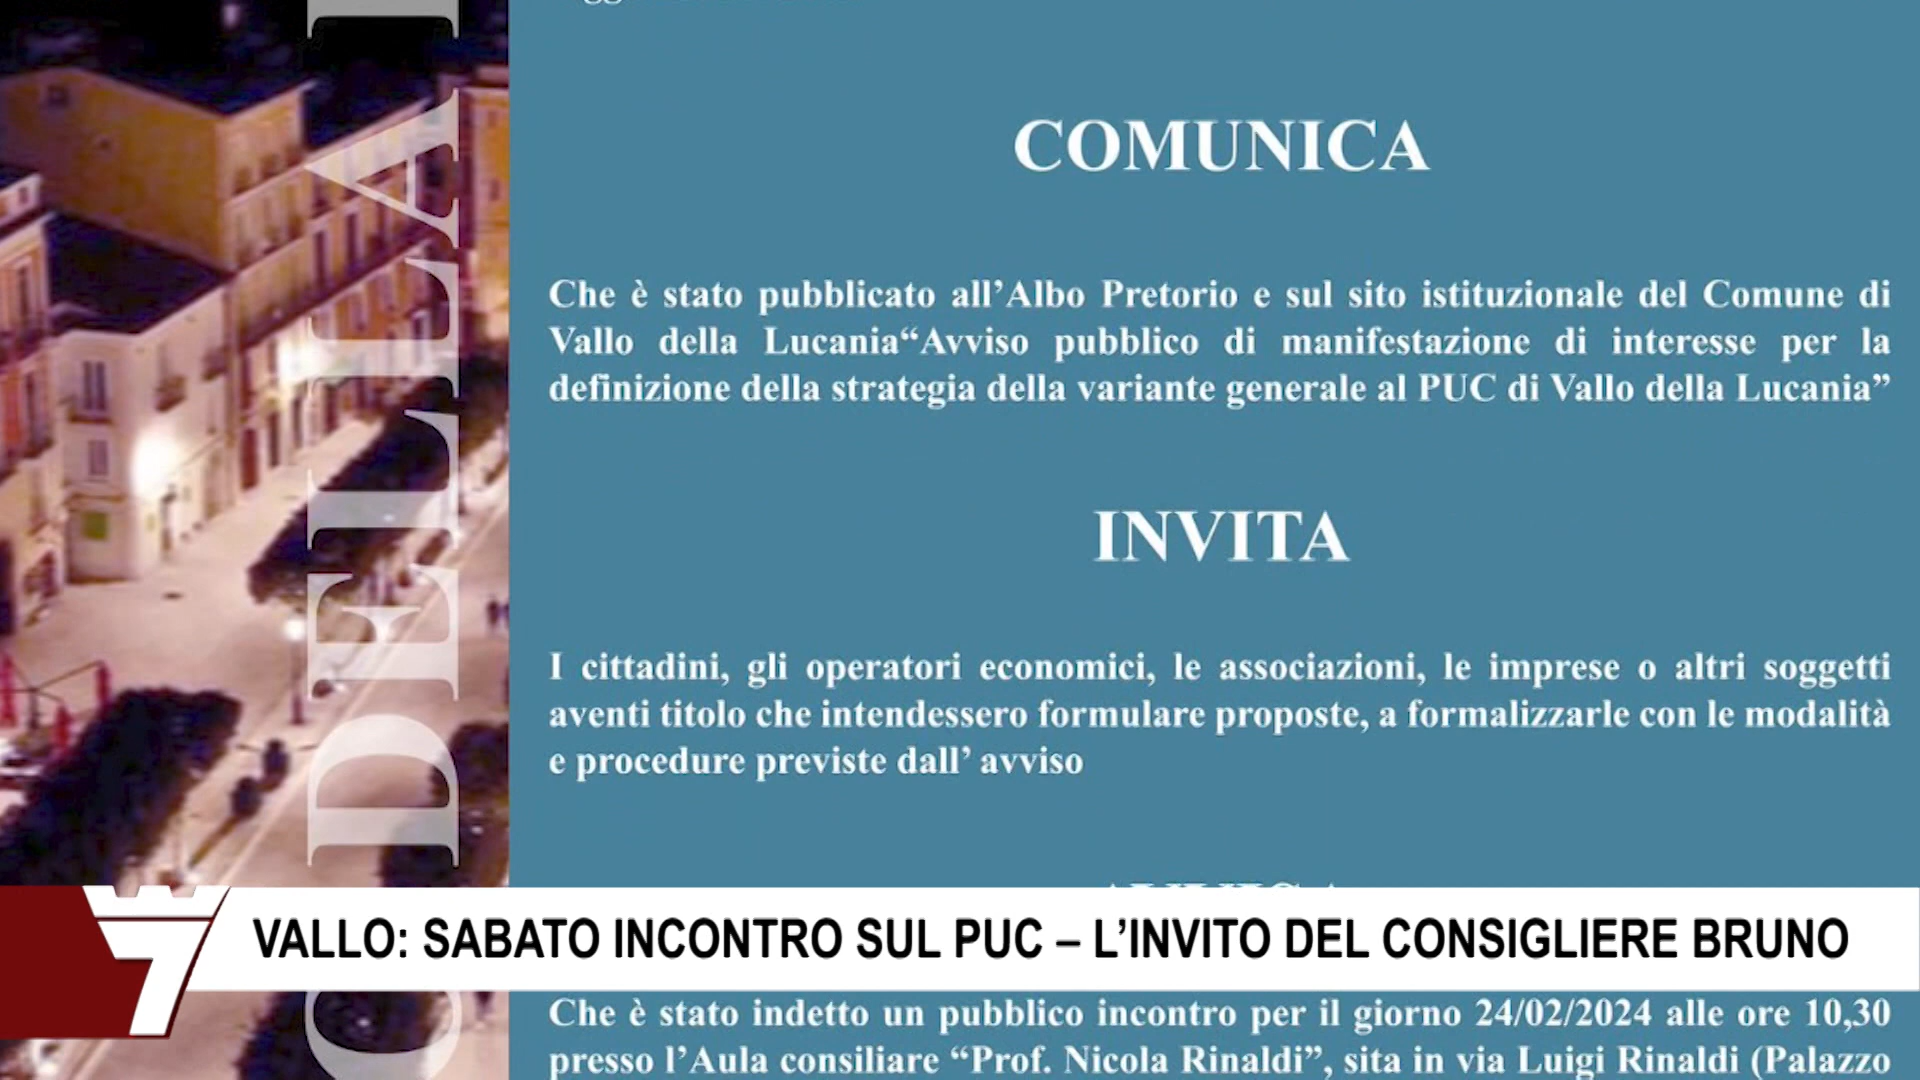 COMUNICA
Che è stato pubblicato all’Albo Pretorio e sul sito istituzionale del Comune di
Vallo della Lucania“Avviso pubblico di manifestazione di interesse per la
definizione della strategia della variante generale al PUC di Vallo della Lucania”
INVITA
I cittadini, gli operatori economici, le associazioni, le imprese o altri soggetti
aventi titolo che intendessero formulare proposte, a formalizzarle con le modalità
e procedure previste dall’ avviso
7
VALLO: SABATO INCONTRO SUL PUC – L’INVITO DEL CONSIGLIERE BRUNO
Che è stato indetto un pubblico incontro per il giorno 24/02/2024 alle ore 10,30
presso l’Aula consiliare “Prof. Nicola Rinaldi”, sita in via Luigi Rinaldi (Palazzo
DELLA